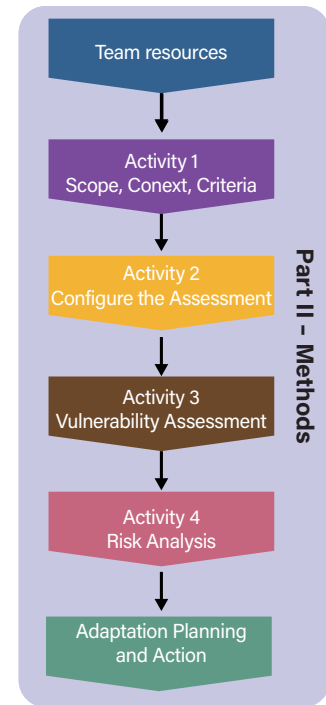 Team resources
Activity 1
Scope, Conext, Criteria
Activity 2
Configure the Assessment
Activity 3
Vulnerability Assessment
Activity 4
Risk Analysis
Adaptation Planning
and Action
Part II – Methods